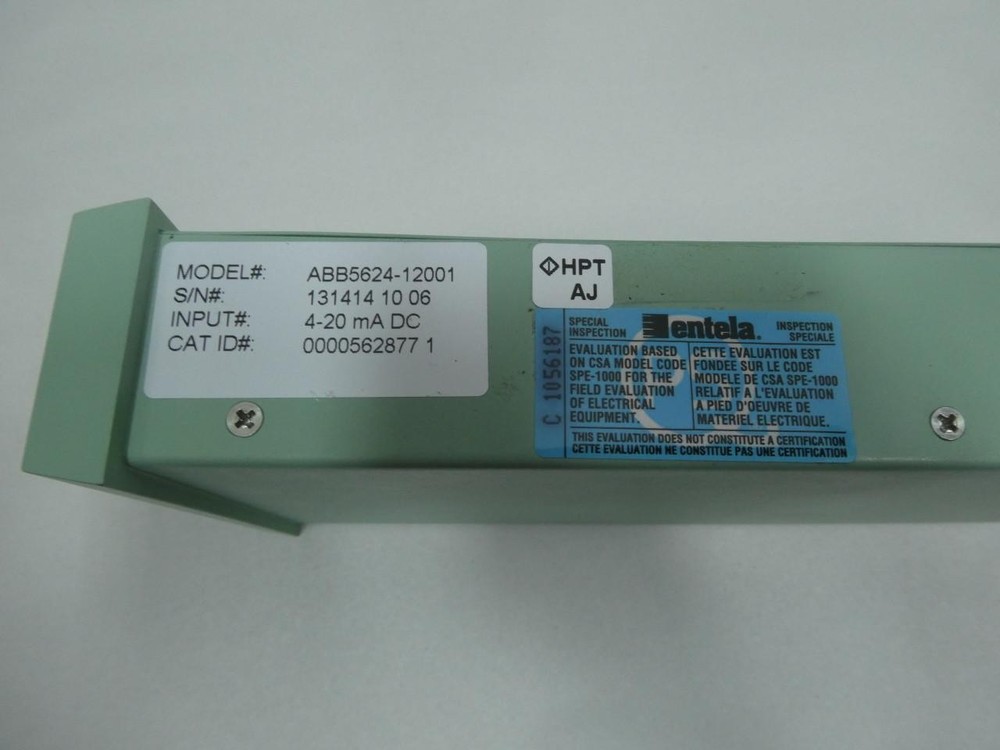 MODEL#: ABB5624-12001
S/N#: 131414 10 06
INPUT#: 4-20 mA DC
CAT ID#: 0000562877 1
HPT
AJ
C 1056187
SPECIAL
INSPECTION
entela.
INSPECTION
SPECIALE
EVALUATION BASED
ON CSA MODEL CODE
SPE-1000 FOR THE
FIELD EVALUATION
OF ELECTRICAL
EQUIPMENT.
CETTE EVALUATION EST
FONDEE SUR LE CODE
MODELE DE CSA SPE-1000
RELATIF A L'EVALUATION
A PIED D'OEUVRE DE
MATERIEL ELECTRIQUE.
THIS EVALUATION DOES NOT CONSTITUTE A CERTIFICATION
CETTE EVALUATION NE CONSTITUE PAS UNE CERTIFICATION